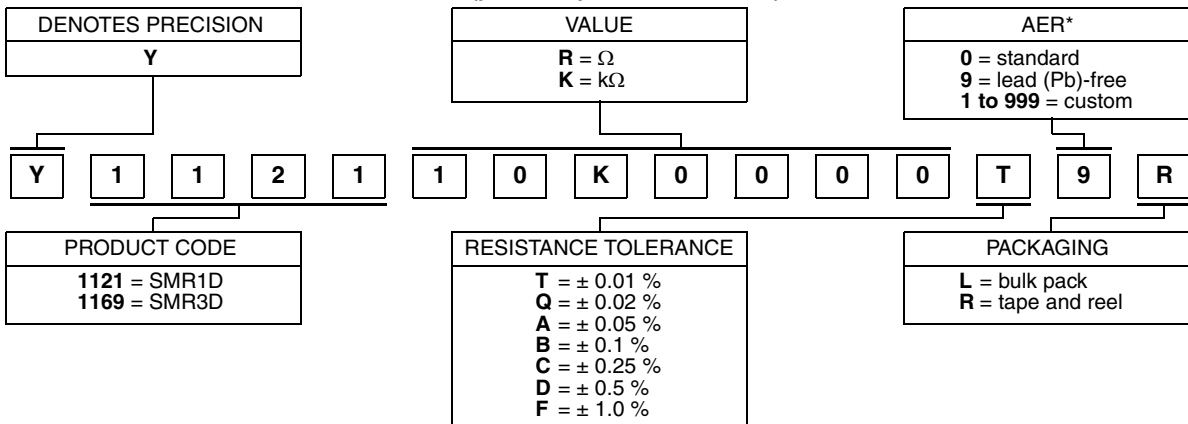 DENOTES PRECISION
Y
VALUE
R = Ω
K = kΩ
AER*
0 = standard
9 = lead (Pb)-free
1 to 999 = custom
Y 1 1 2 1 1 0 K 0 0 0 0 T 9 R
PRODUCT CODE
1121 = SMR1D
1169 = SMR3D
RESISTANCE TOLERANCE
T = ± 0.01 %
Q = ± 0.02 %
A = ± 0.05 %
B = ± 0.1 %
C = ± 0.25 %
D = ± 0.5 %
F = ± 1.0 %
PACKAGING
L = bulk pack
R = tape and reel